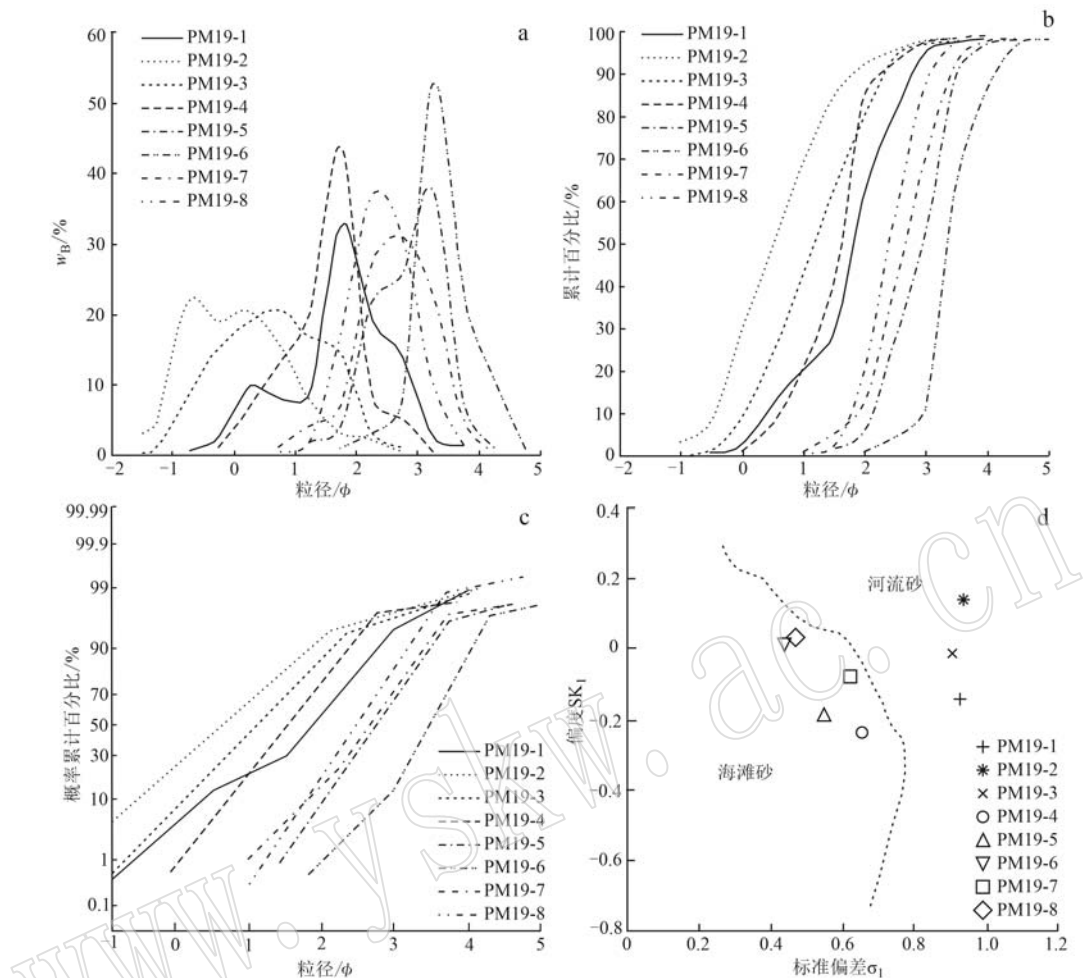 a
60
50
40
30
20
10
0
wB/%
−2
−1
0
1
2
3
4
5
粒径/ϕ
PM19-1
PM19-2
PM19-3
PM19-4
PM19-5
PM19-6
PM19-7
PM19-8
b
100
90
80
70
60
50
40
30
20
10
0
累计百分比/%
−2
−1
0
1
2
3
4
5
粒径/ϕ
PM19-1
PM19-2
PM19-3
PM19-4
PM19-5
PM19-6
PM19-7
PM19-8
c
99.99
99.9
99
90
70
50
30
10
1
0.1
概率累计百分比/%
−1
0
1
2
3
4
5
粒径/ϕ
PM19-1
PM19-2
PM19-3
PM19-4
PM19-5
PM19-6
PM19-7
PM19-8
d
0.4
0.2
0
−0.2
−0.4
−0.6
−0.8
偏度SK1
河流砂
海滩砂
0
0.2
0.4
0.6
0.8
1.0
1.2
标准偏差σ1
PM19-1
PM19-2
PM19-3
PM19-4
PM19-5
PM19-6
PM19-7
PM19-8
www.yskw.ac.cn